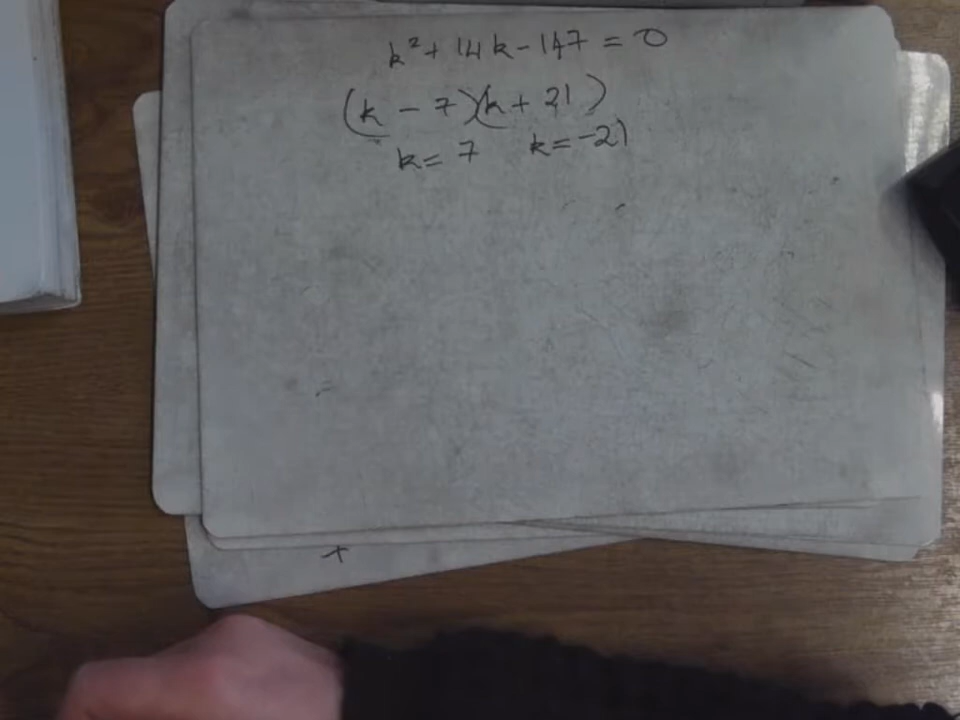 k² + 14k - 147 = 0
(k - 7)(k + 21)
k = 7 k = -21
+